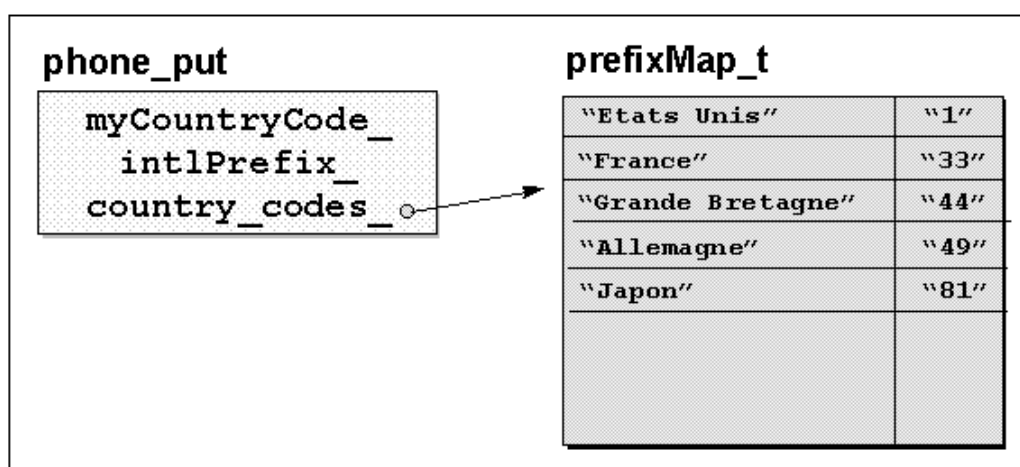 phone_put
myCountryCode_
intlPrefix_
country_codes_
prefixMap_t
“Etats Unis” “1”
“France” “33”
“Grande Bretagne” “44”
“Allemagne” “49”
“Japon” “81”